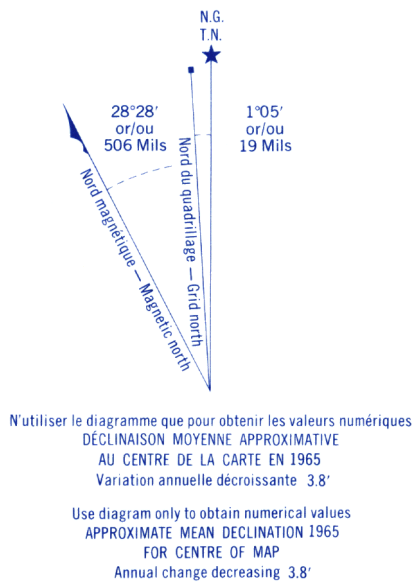 N.G.
T.N.
28°28′
or/ou
506 Mils
1°05′
or/ou
19 Mils
Nord magnétique — Magnetic north
Nord du quadrillage — Grid north
N'utiliser le diagramme que pour obtenir les valeurs numériques
DÉCLINAISON MOYENNE APPROXIMATIVE
AU CENTRE DE LA CARTE EN 1965
Variation annuelle décroissante 3.8′
Use diagram only to obtain numerical values
APPROXIMATE MEAN DECLINATION 1965
FOR CENTRE OF MAP
Annual change decreasing 3.8′